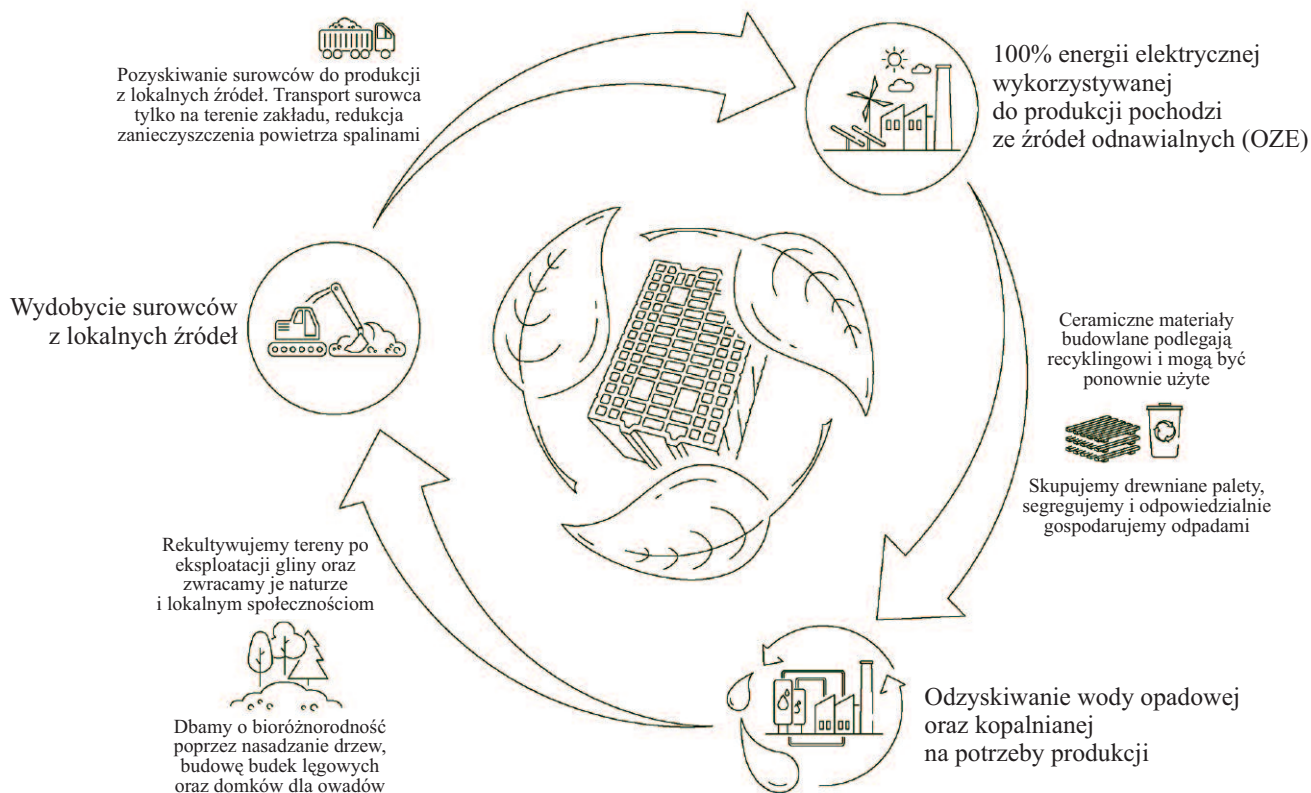 Pozyskiwanie surowców do produkcji
z lokalnych źródeł. Transport surowca
tylko na terenie zakładu, redukcja
zanieczyszczenia powietrza spalinami
100% energii elektrycznej
wykorzystywanej
do produkcji pochodzi
ze źródeł odnawialnych (OZE)
Wydobycie surowców
z lokalnych źródeł
Ceramiczne materiały
budowlane podlegają
recyklingowi i mogą być
ponownie użyte
Skupujemy drewniane palety,
segregujemy i odpowiedzialnie
gospodarujemy odpadami
Rekultywujemy tereny po
eksploatacji gliny oraz
zwracamy je naturze
i lokalnym społecznościom
Dbamy o bioróżnorodność
poprzez nasadzanie drzew,
budowę budek lęgowych
oraz domków dla owadów
Odzyskiwanie wody opadowej
oraz kopalnianej
na potrzeby produkcji